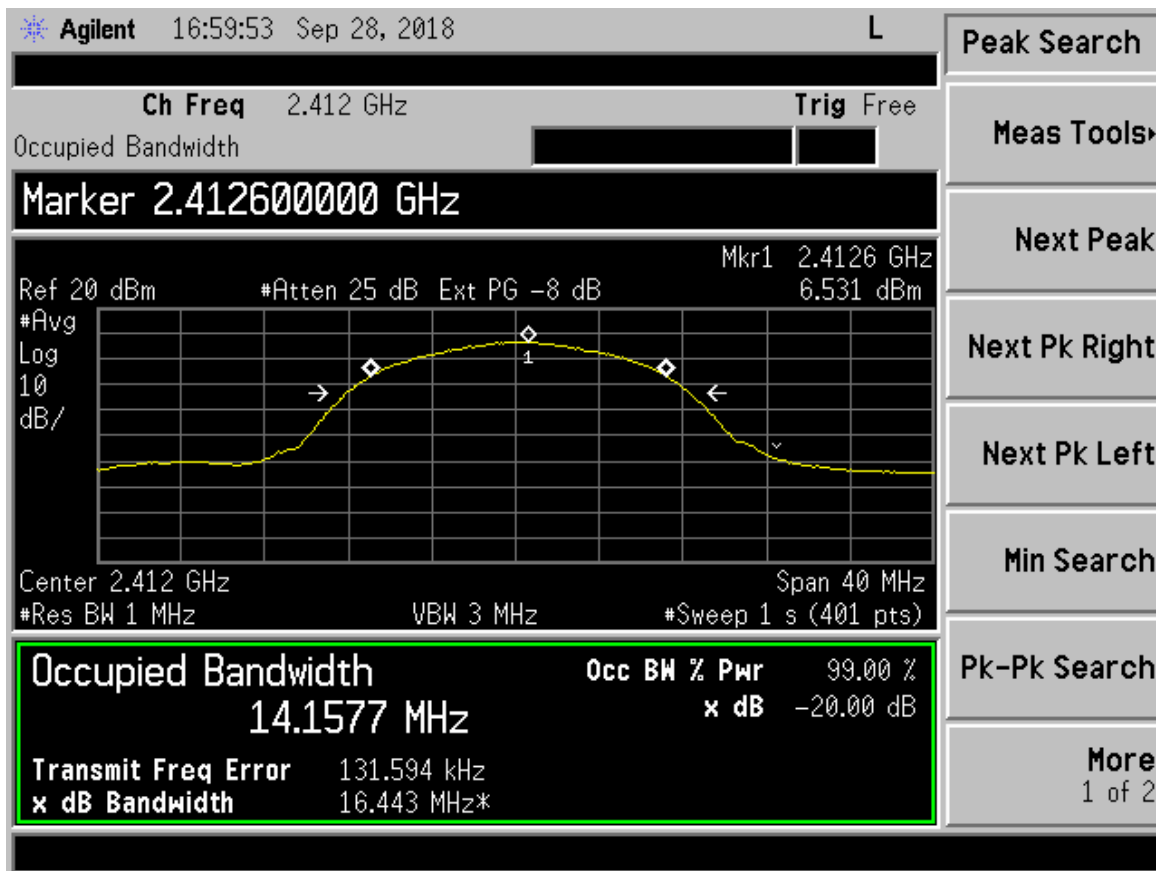 Agilent 16:59:53 Sep 28, 2018 L
Ch Freq 2.412 GHz Trig Free
Occupied Bandwidth
Marker 2.412600000 GHz
Mkr1 2.4126 GHz
Ref 20 dBm #Atten 25 dB Ext PG -8 dB 6.531 dBm
#Avg
Log
10
dB/
1
Center 2.412 GHz Span 40 MHz
#Res BW 1 MHz VBW 3 MHz #Sweep 1 s (401 pts)
Occupied Bandwidth Occ BW % Pwr 99.00 %
14.1577 MHz x dB -20.00 dB
Transmit Freq Error 131.594 kHz
x dB Bandwidth 16.443 MHz*
Peak Search
Meas Tools
Next Peak
Next Pk Right
Next Pk Left
Min Search
Pk-Pk Search
More
1 of 2